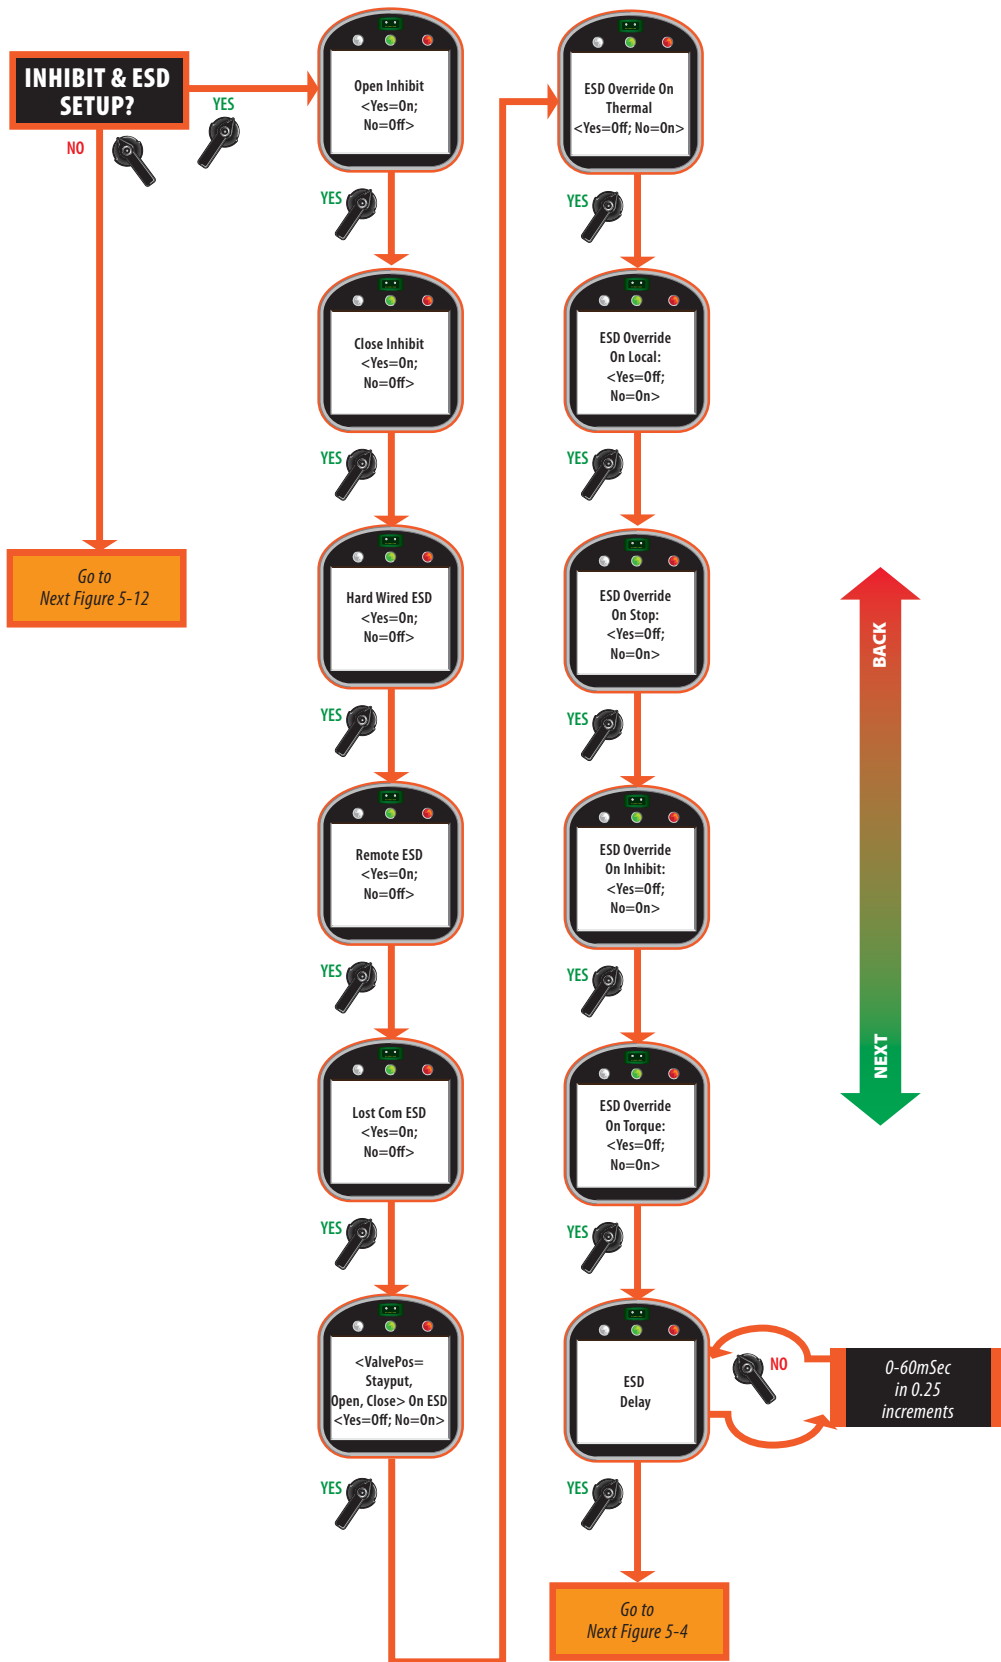 INHIBIT & ESD
SETUP?
YES
NO
Go to
Next Figure 5-12
Open Inhibit
<Yes=On;
No=Off>
YES
Close Inhibit
<Yes=On;
No=Off>
YES
Hard Wired ESD
<Yes=On;
No=Off>
YES
Remote ESD
<Yes=On;
No=Off>
YES
Lost Com ESD
<Yes=On;
No=Off>
YES
<ValvePos=
Stayput,
Open, Close> On ESD
<Yes=Off; No=On>
YES
ESD Override On
Thermal
<Yes=Off; No=On>
YES
ESD Override
On Local:
<Yes=Off;
No=On>
YES
ESD Override
On Stop:
<Yes=Off;
No=On>
YES
ESD Override
On Inhibit:
<Yes=Off;
No=On>
YES
ESD Override
On Torque:
<Yes=Off;
No=On>
YES
ESD
Delay
NO
0-60mSec
in 0.25
increments
YES
Go to
Next Figure 5-4
BACK
NEXT